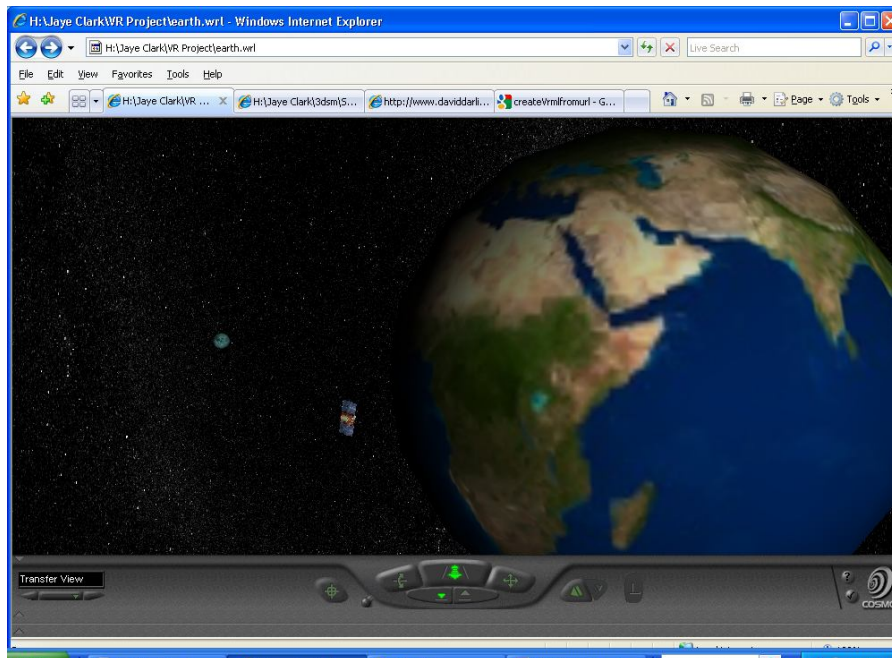 H:\Jaye Clark\VR Project\earth.wrl - Windows Internet Explorer
H:\Jaye Clark\VR Project\earth.wrl
Live Search
File Edit View Favorites Tools Help
H:\Jaye Clark\VR ... X H:\Jaye Clark\3dsm\S... http://www.daviddarli... createVrmlfromurl - G... Page Tools
Transfer View
COSMO